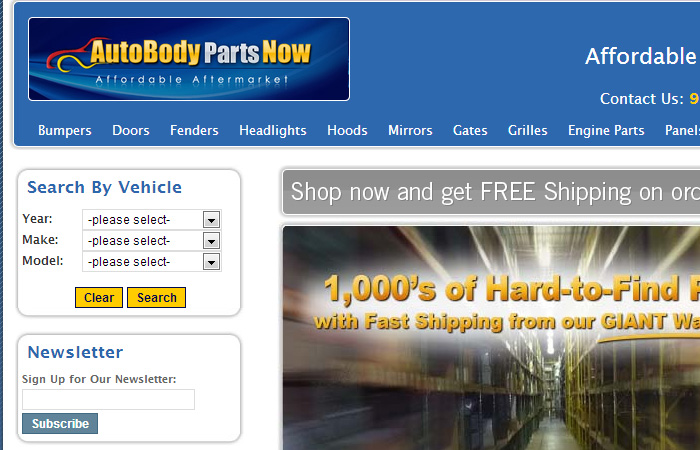 AutoBody Parts Now
Affordable Aftermarket
Affordable
Contact Us: 9
Bumpers Doors Fenders Headlights Hoods Mirrors Gates Grilles Engine Parts Panels
Search By Vehicle
Year: -please select-
Make: -please select-
Model: -please select-
Clear Search
Newsletter
Sign Up for Our Newsletter:
Subscribe
Shop now and get FREE Shipping on ord
1,000's of Hard-to-Find P
with Fast Shipping from our GIANT Wa